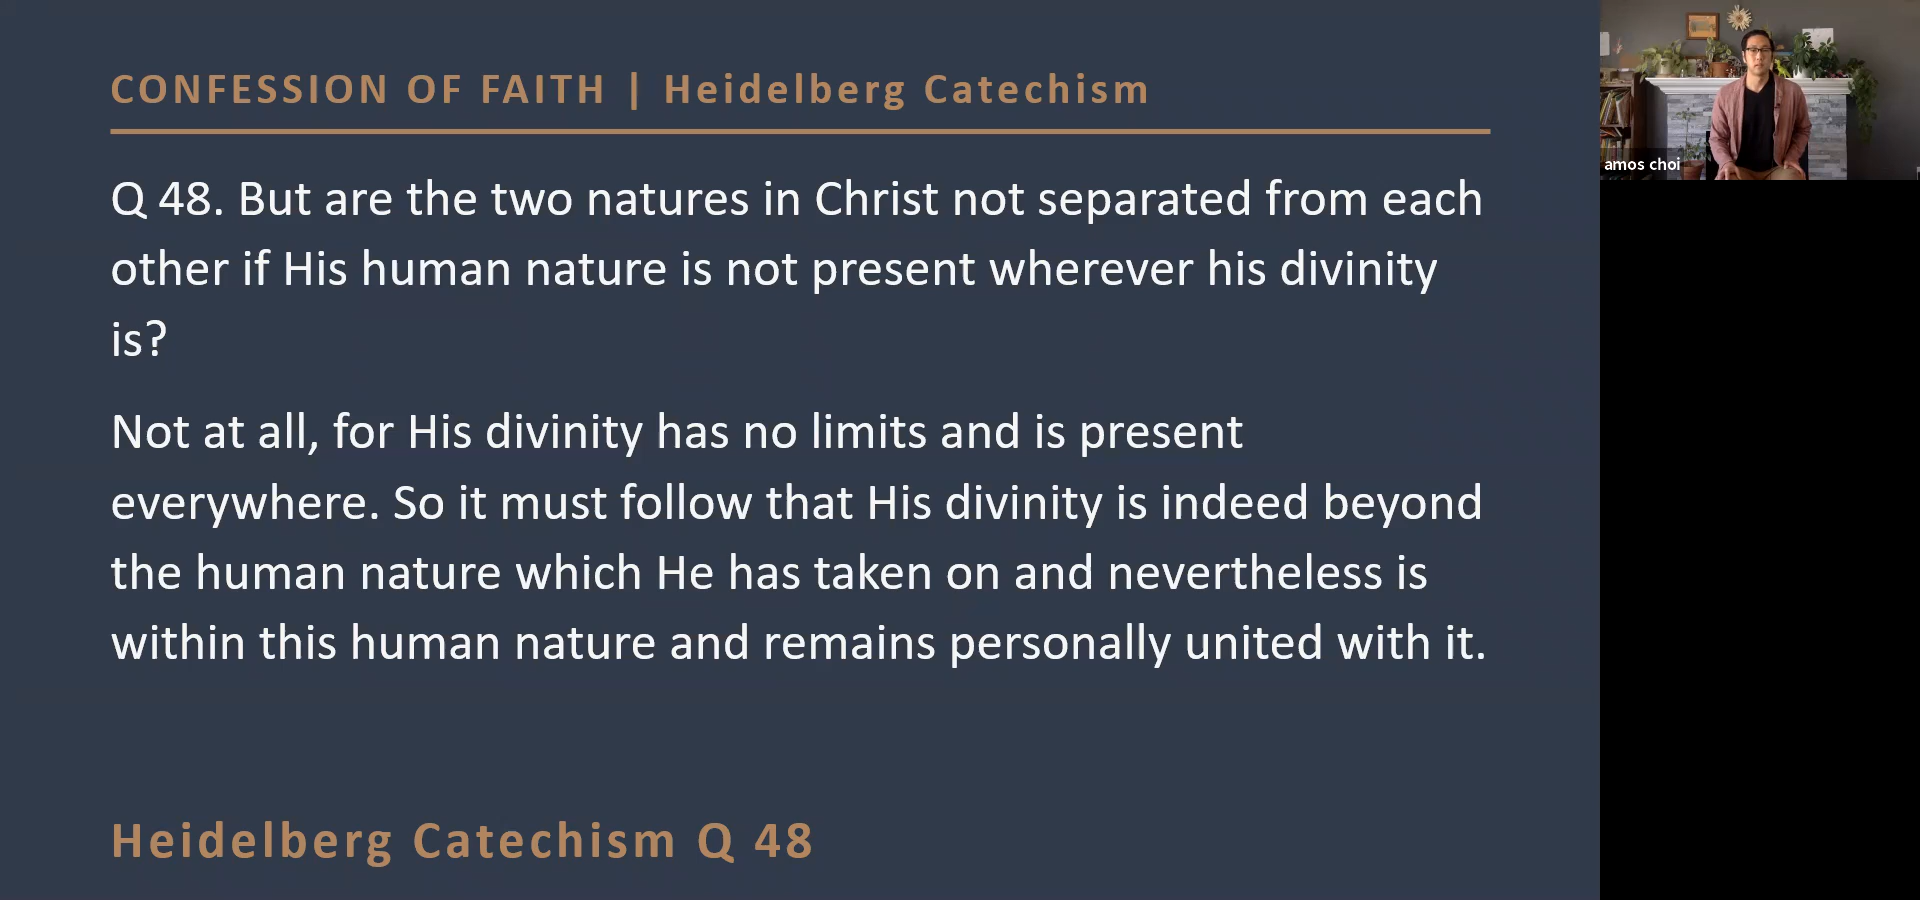 CONFESSION OF FAITH | Heidelberg Catechism
Q 48. But are the two natures in Christ not separated from each
other if His human nature is not present wherever his divinity
is?
Not at all, for His divinity has no limits and is present
everywhere. So it must follow that His divinity is indeed beyond
the human nature which He has taken on and nevertheless is
within this human nature and remains personally united with it.
Heidelberg Catechism Q 48
amos choi